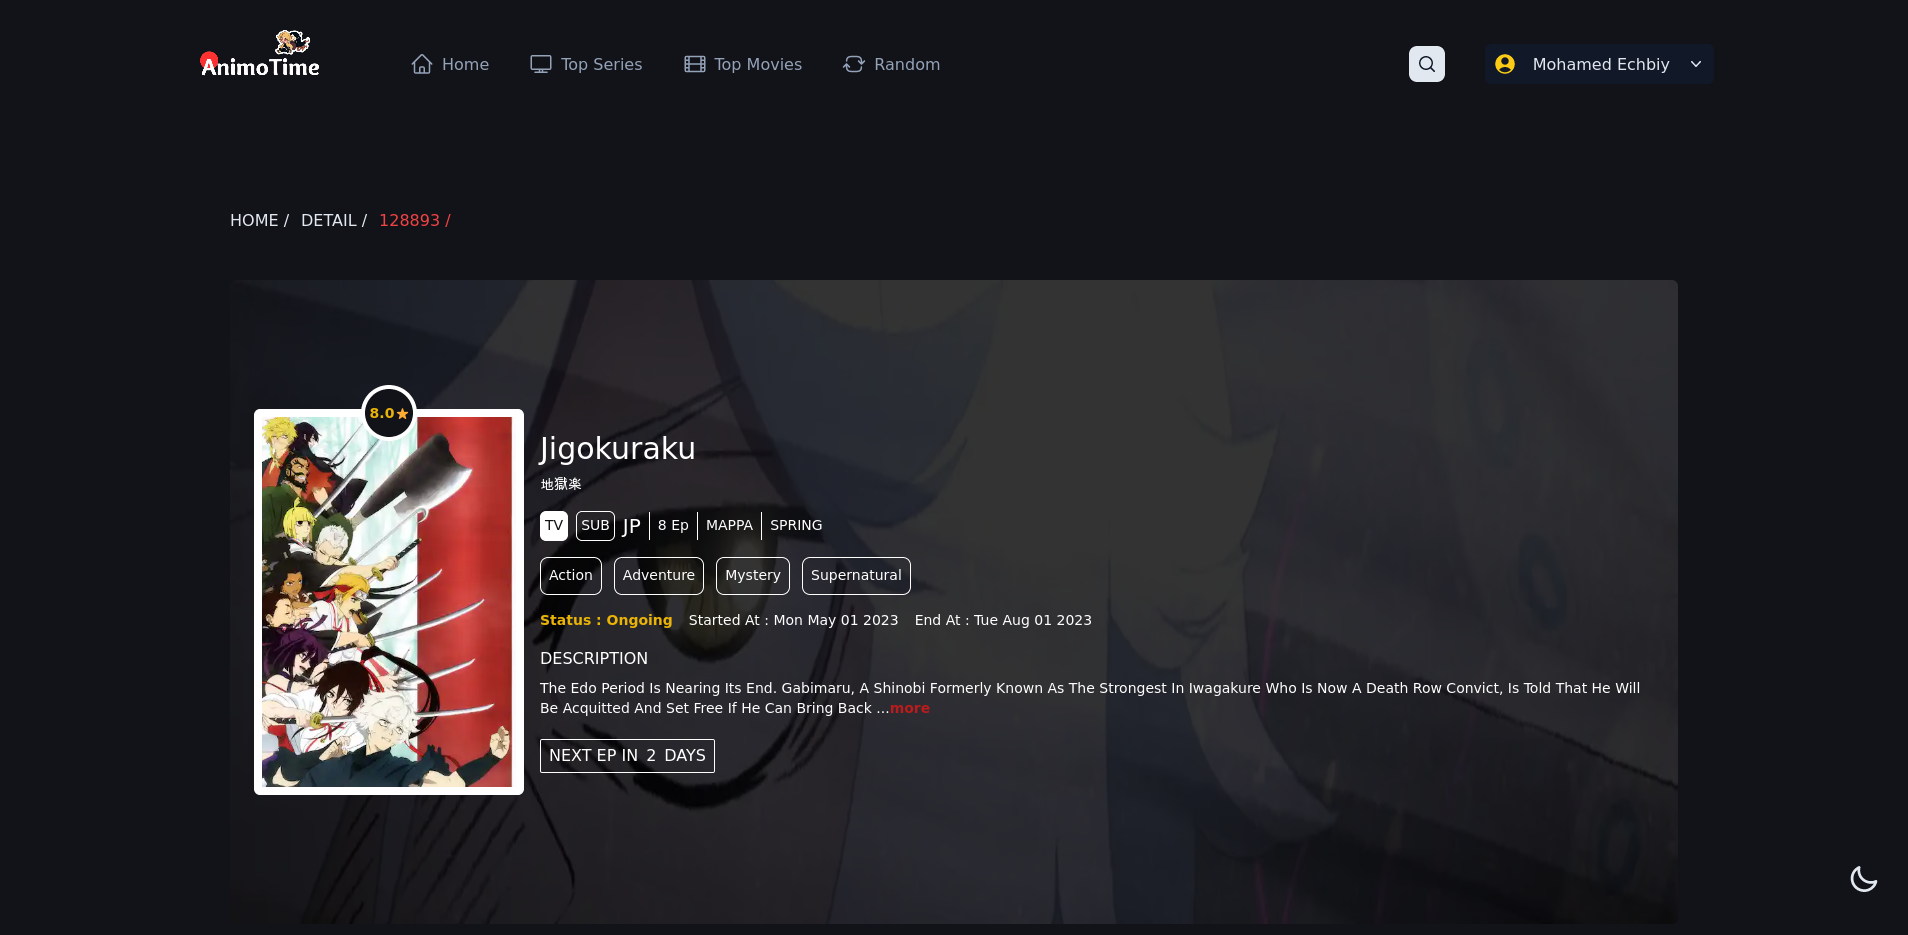 AnimoTime
Home Top Series Top Movies Random
Mohamed Echbiy
HOME / DETAIL / 128893 /
8.0
Jigokuraku
地獄楽
TV SUB JP 8 Ep MAPPA SPRING
Action Adventure Mystery Supernatural
Status : Ongoing Started At : Mon May 01 2023 End At : Tue Aug 01 2023
DESCRIPTION
The Edo Period Is Nearing Its End. Gabimaru, A Shinobi Formerly Known As The Strongest In Iwagakure Who Is Now A Death Row Convict, Is Told That He Will
Be Acquitted And Set Free If He Can Bring Back ...more
NEXT EP IN 2 DAYS